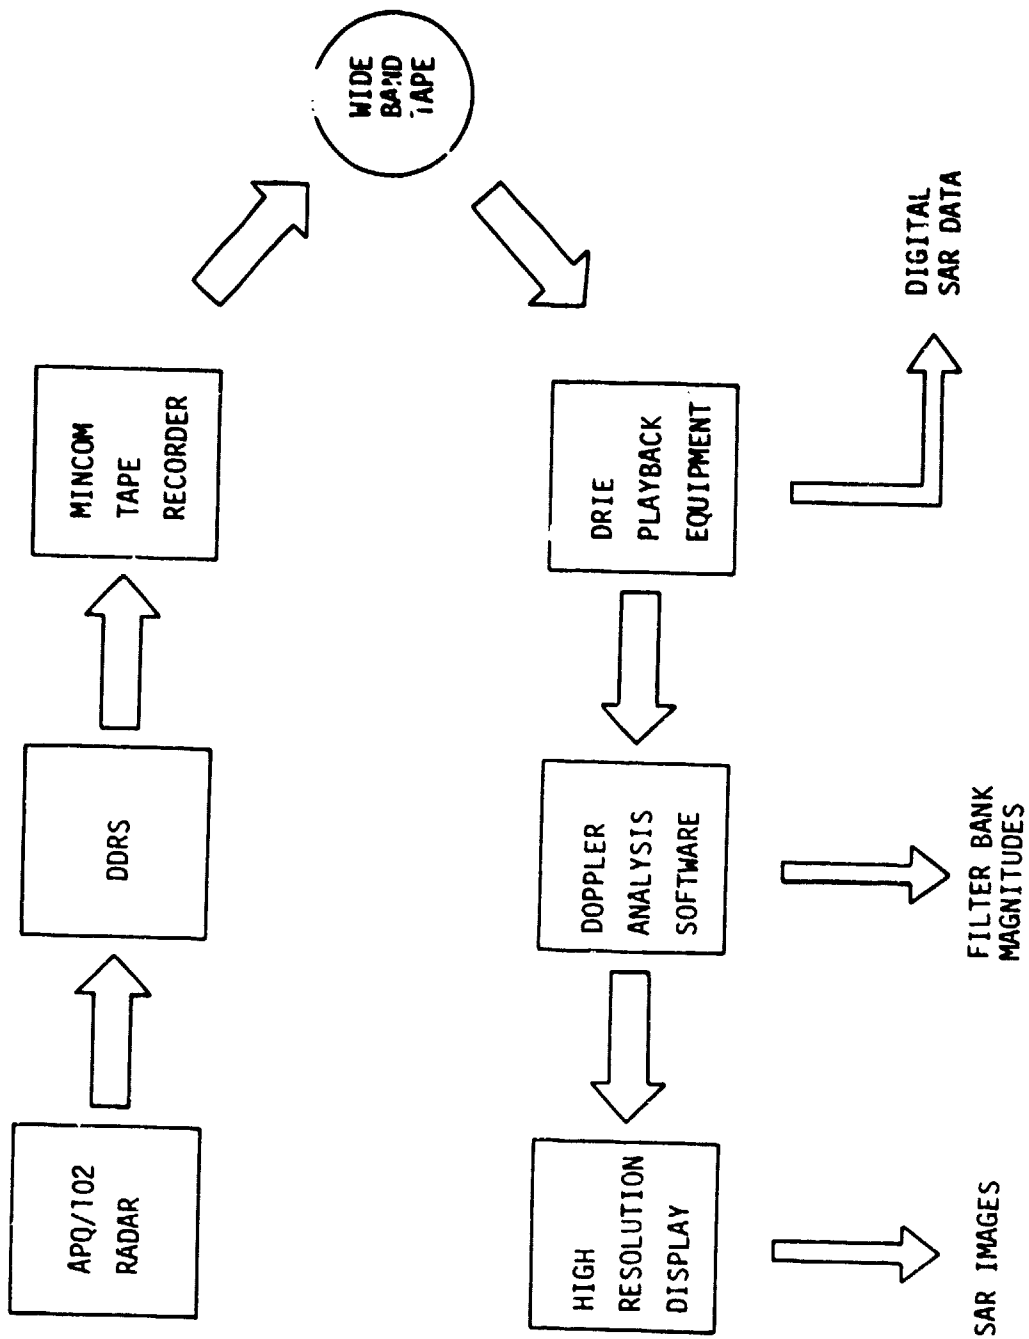 APQ/102
RADAR
DDRS
MINCOM
TAPE
RECORDER
WIDE
BAND
TAPE
DRIE
PLAYBACK
EQUIPMENT
DIGITAL
SAR DATA
DOPPLER
ANALYSIS
SOFTWARE
FILTER BANK
MAGNITUDES
HIGH
RESOLUTION
DISPLAY
SAR IMAGES